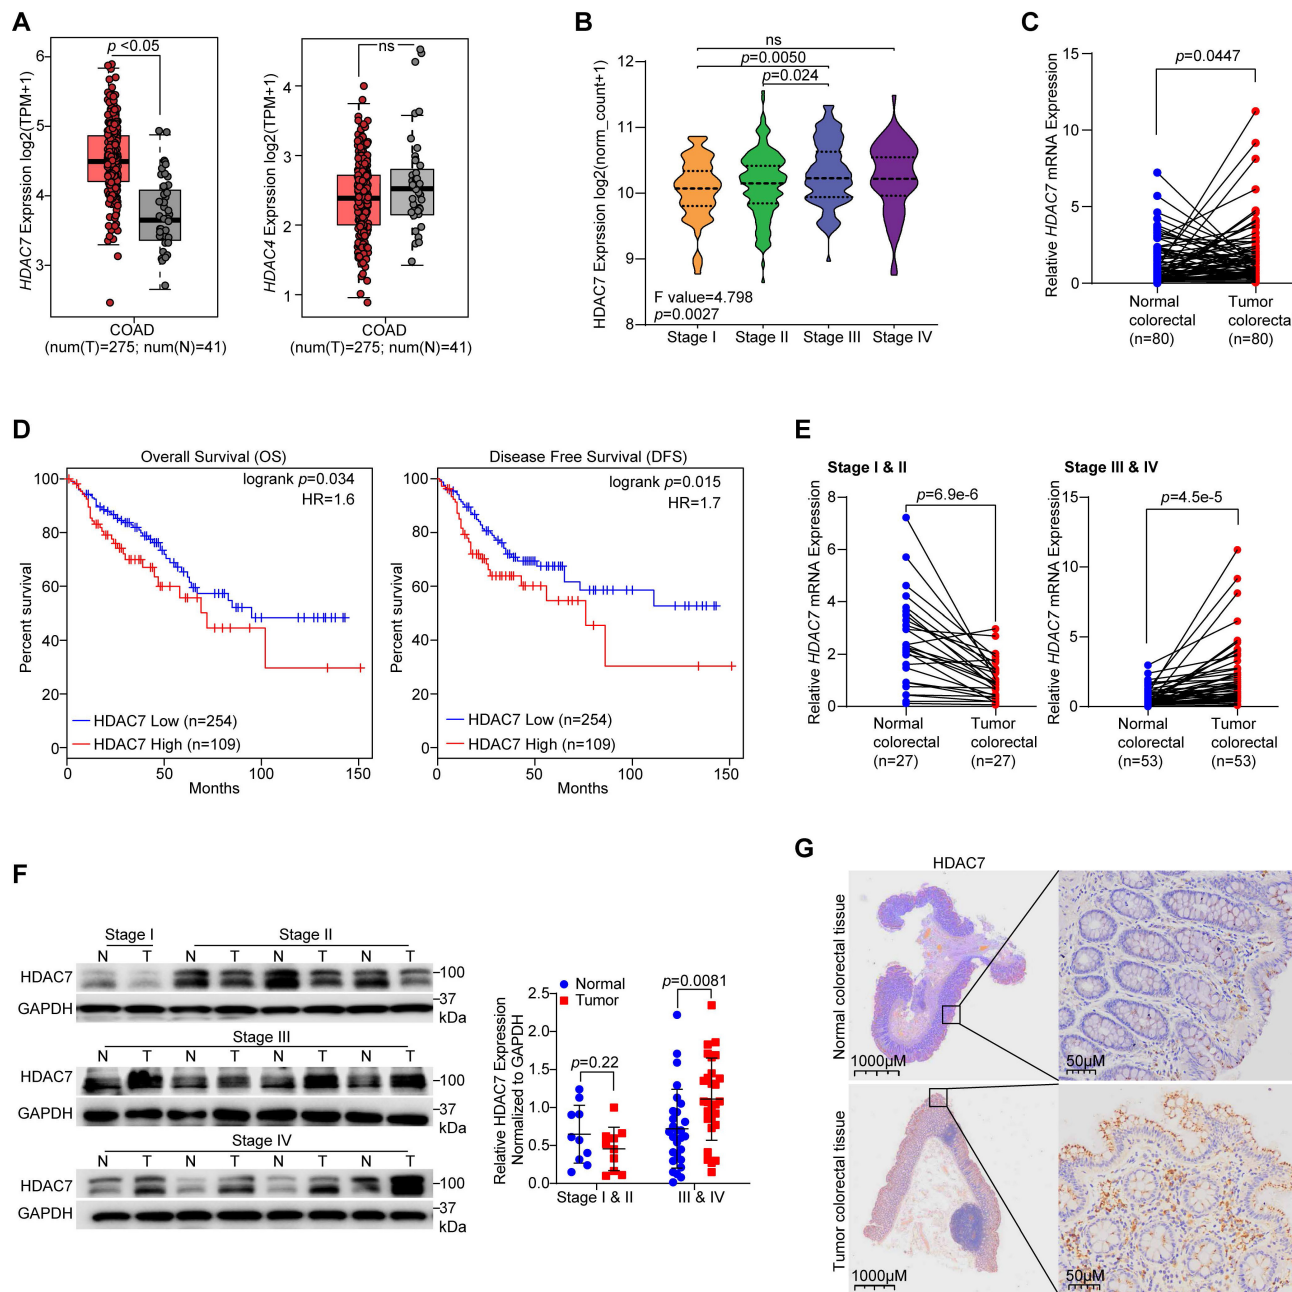 A
p <0.05
HDAC7 Exprssion log2(TPM+1)
6
5
4
3
COAD
(num(T)=275; num(N)=41)
ns
HDAC4 Exprssion log2(TPM+1)
4
3
2
1
COAD
(num(T)=275; num(N)=41)
B
ns
p=0.0050
p=0.024
HDAC7 Exprssion log2(norm_count+1)
12
11
10
9
8
F value=4.798
p=0.0027
Stage I
Stage II
Stage III
Stage IV
C
p=0.0447
Relative HDAC7 mRNA Expression
15
10
5
0
Normal
colorectal
(n=80)
Tumor
colorecta
(n=80)
D
Overall Survival (OS)
logrank p=0.034
HR=1.6
Percent survival
100
80
60
40
20
0
HDAC7 Low (n=254)
HDAC7 High (n=109)
0
50
100
150
Months
Disease Free Survival (DFS)
logrank p=0.015
HR=1.7
Percent survival
100
80
60
40
20
0
HDAC7 Low (n=254)
HDAC7 High (n=109)
0
50
100
150
Months
E
Stage I & II
p=6.9e-6
Relative HDAC7 mRNA Expression
8
6
4
2
0
Normal
colorectal
(n=27)
Tumor
colorectal
(n=27)
Stage III & IV
p=4.5e-5
Relative HDAC7 mRNA Expression
15
10
5
0
Normal
colorectal
(n=53)
Tumor
colorectal
(n=53)
F
Stage I
Stage II
N T N T N T N T
HDAC7
100
GAPDH
37
kDa
Stage III
N T N T N T N T
HDAC7
100
GAPDH
37
kDa
Stage IV
N T N T N T N T
HDAC7
100
GAPDH
37
kDa
Normal
Tumor
p=0.0081
p=0.22
Relative HDAC7 Expression
Normalized to GAPDH
2.5
2.0
1.5
1.0
0.5
0.0
Stage I & II
III & IV
G
HDAC7
Normal colorectal tissue
1000μM
50μM
Tumor colorectal tissue
1000μM
50μM